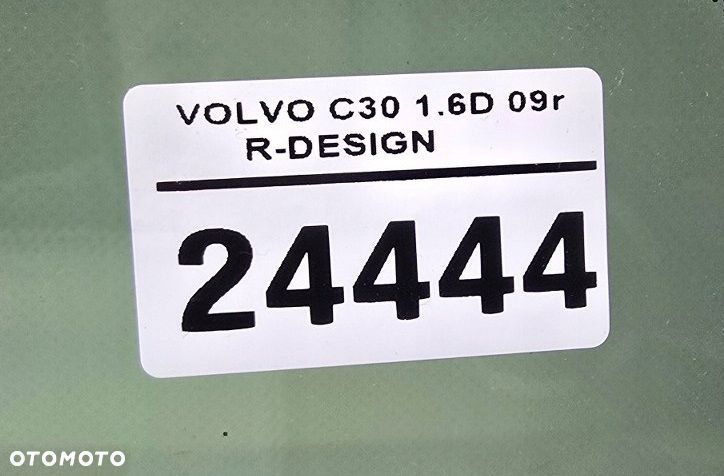 VOLVO C30 1.6D 09r
R-DESIGN
24444
OTOMOTO